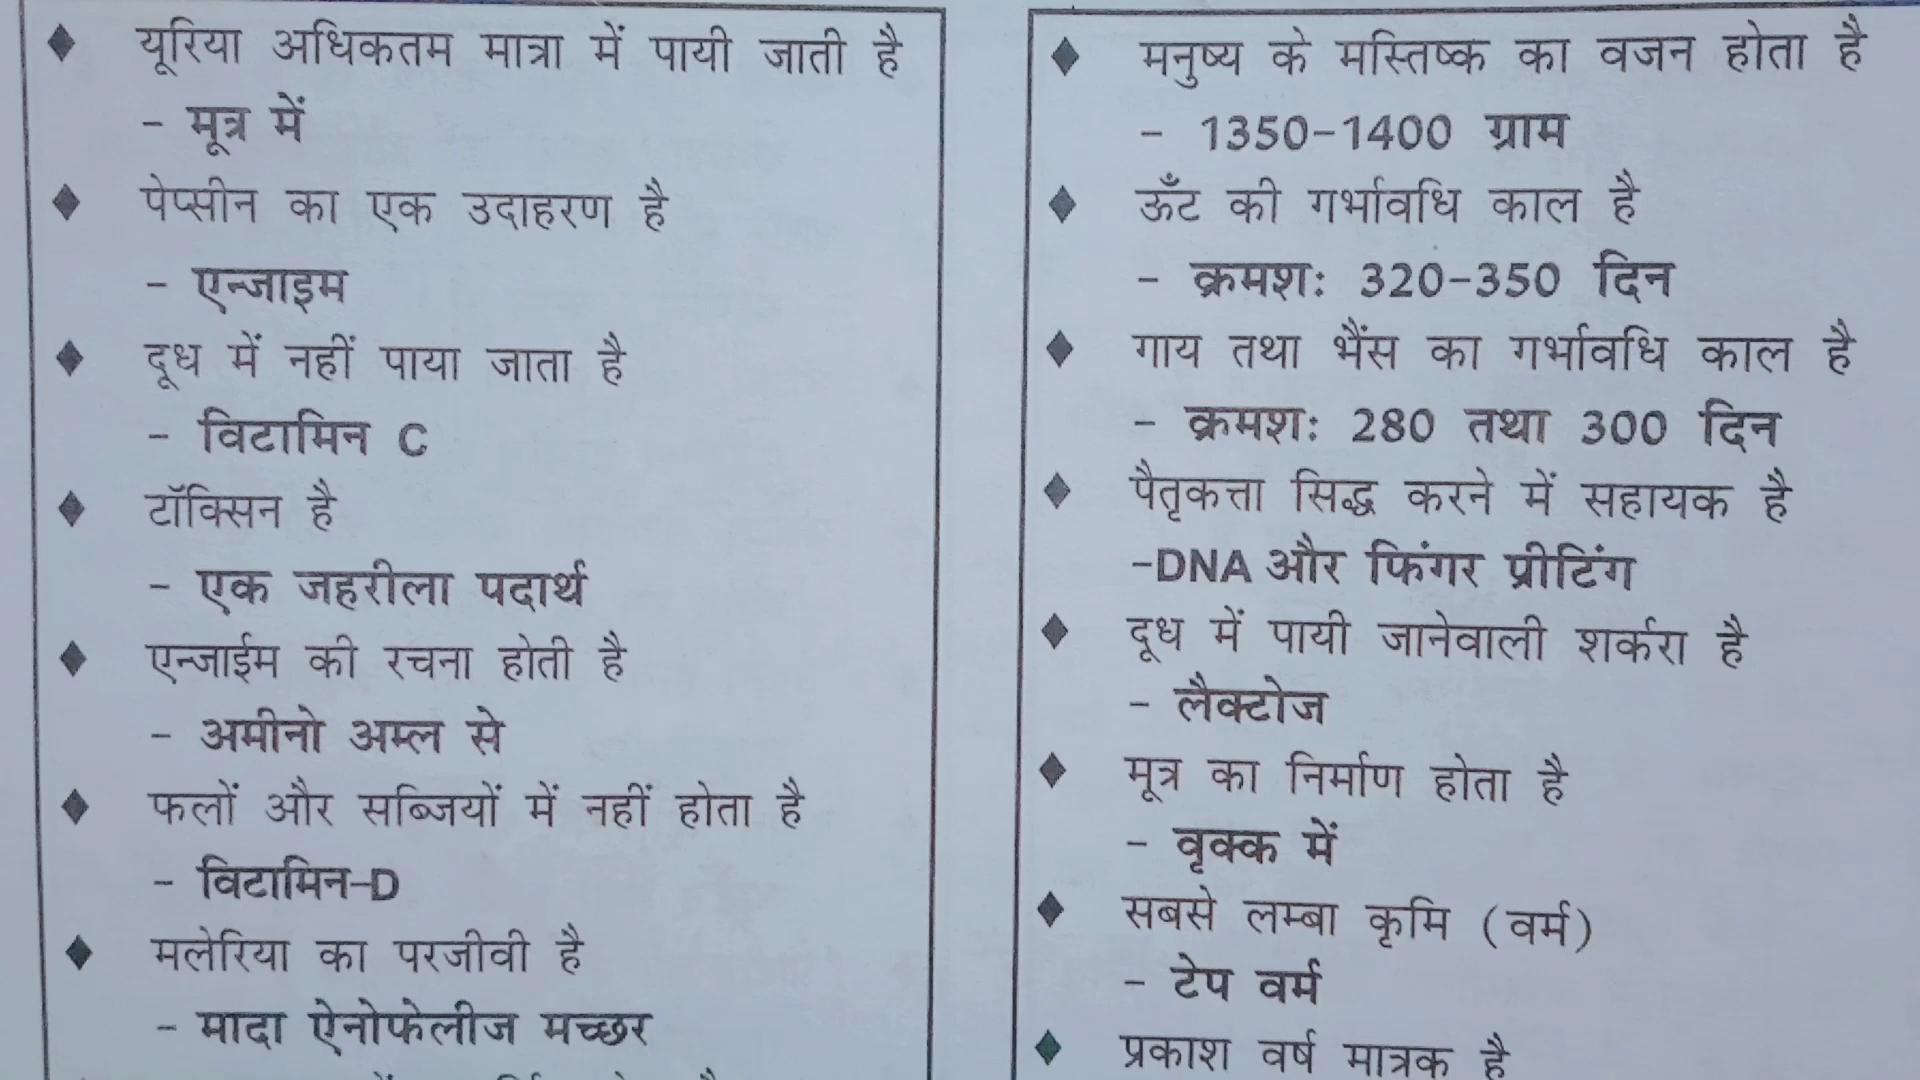 यूरिया अधिकतम मात्रा में पायी जाती है
- मूत्र में
पेप्सीन का एक उदाहरण है
- एन्जाइम
दूध में नहीं पाया जाता है
- विटामिन C
टॉक्सिन है
- एक जहरीला पदार्थ
एन्जाईम की रचना होती है
- अमीनो अम्ल से
फलों और सब्जियों में नहीं होता है
- विटामिन-D
मलेरिया का परजीवी है
- मादा ऐनोफेलीज मच्छर
मनुष्य के मस्तिष्क का वजन होता है
- 1350-1400 ग्राम
ऊँट की गर्भावधि काल है
- क्रमशः 320-350 दिन
गाय तथा भैंस का गर्भावधि काल है
- क्रमशः 280 तथा 300 दिन
पैतृकत्ता सिद्ध करने में सहायक है
-DNA और फिंगर प्रीटिंग
दूध में पायी जानेवाली शर्करा है
- लैक्टोज
मूत्र का निर्माण होता है
- वृक्क में
सबसे लम्बा कृमि (वर्म)
- टेप वर्म
प्रकाश वर्ष मात्रक है